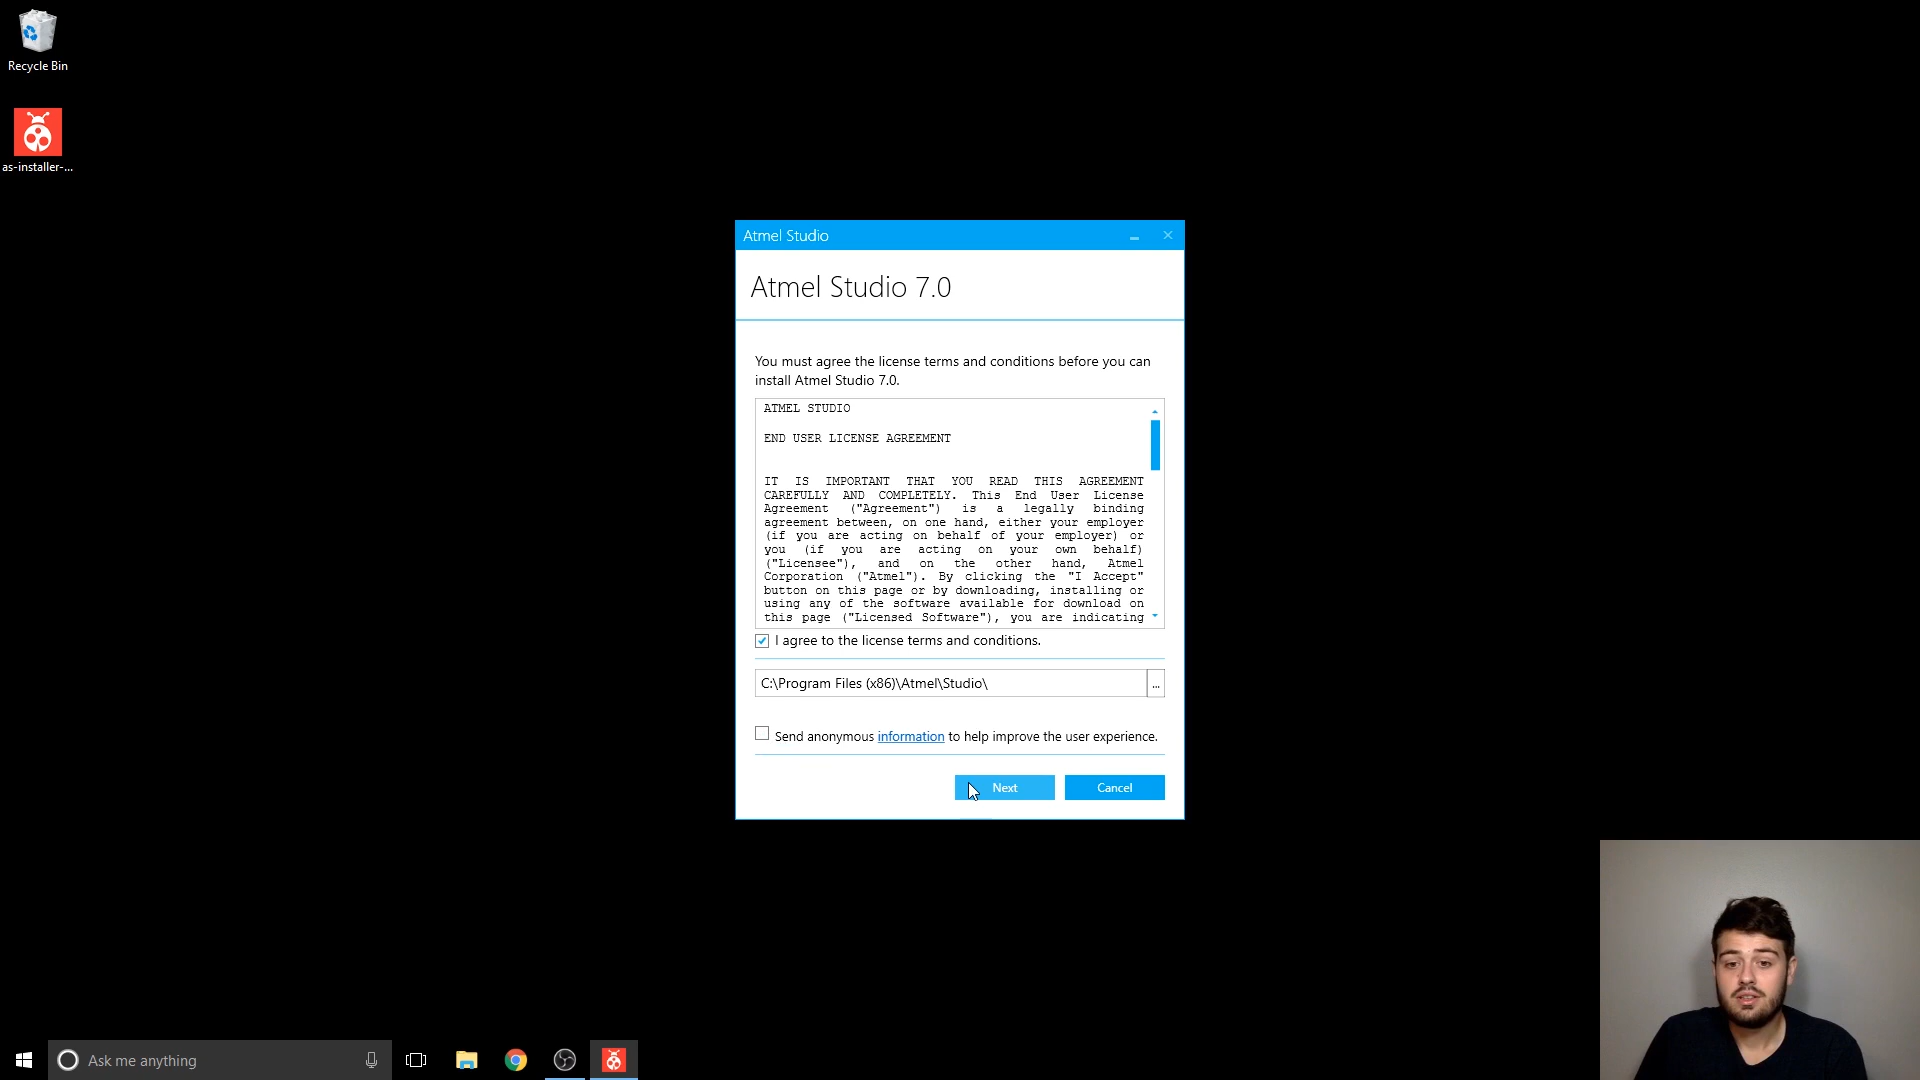 Recycle Bin
as-installer-...
Atmel Studio
Atmel Studio 7.0
You must agree the license terms and conditions before you can
install Atmel Studio 7.0.
ATMEL STUDIO
END USER LICENSE AGREEMENT
IT IS IMPORTANT THAT YOU READ THIS AGREEMENT
CAREFULLY AND COMPLETELY. This End User License
Agreement ("Agreement") is a legally binding
agreement between, on one hand, either your employer
(if you are acting on behalf of your employer) or
you (if you are acting on your own behalf)
("Licensee"), and on the other hand, Atmel
Corporation ("Atmel"). By clicking the "I Accept"
button on this page or by downloading, installing or
using any of the software available for download on
this page ("Licensed Software"), you are indicating
I agree to the license terms and conditions.
C:\Program Files (x86)\Atmel\Studio\
...
Send anonymous information to help improve the user experience.
Next
Cancel
Ask me anything